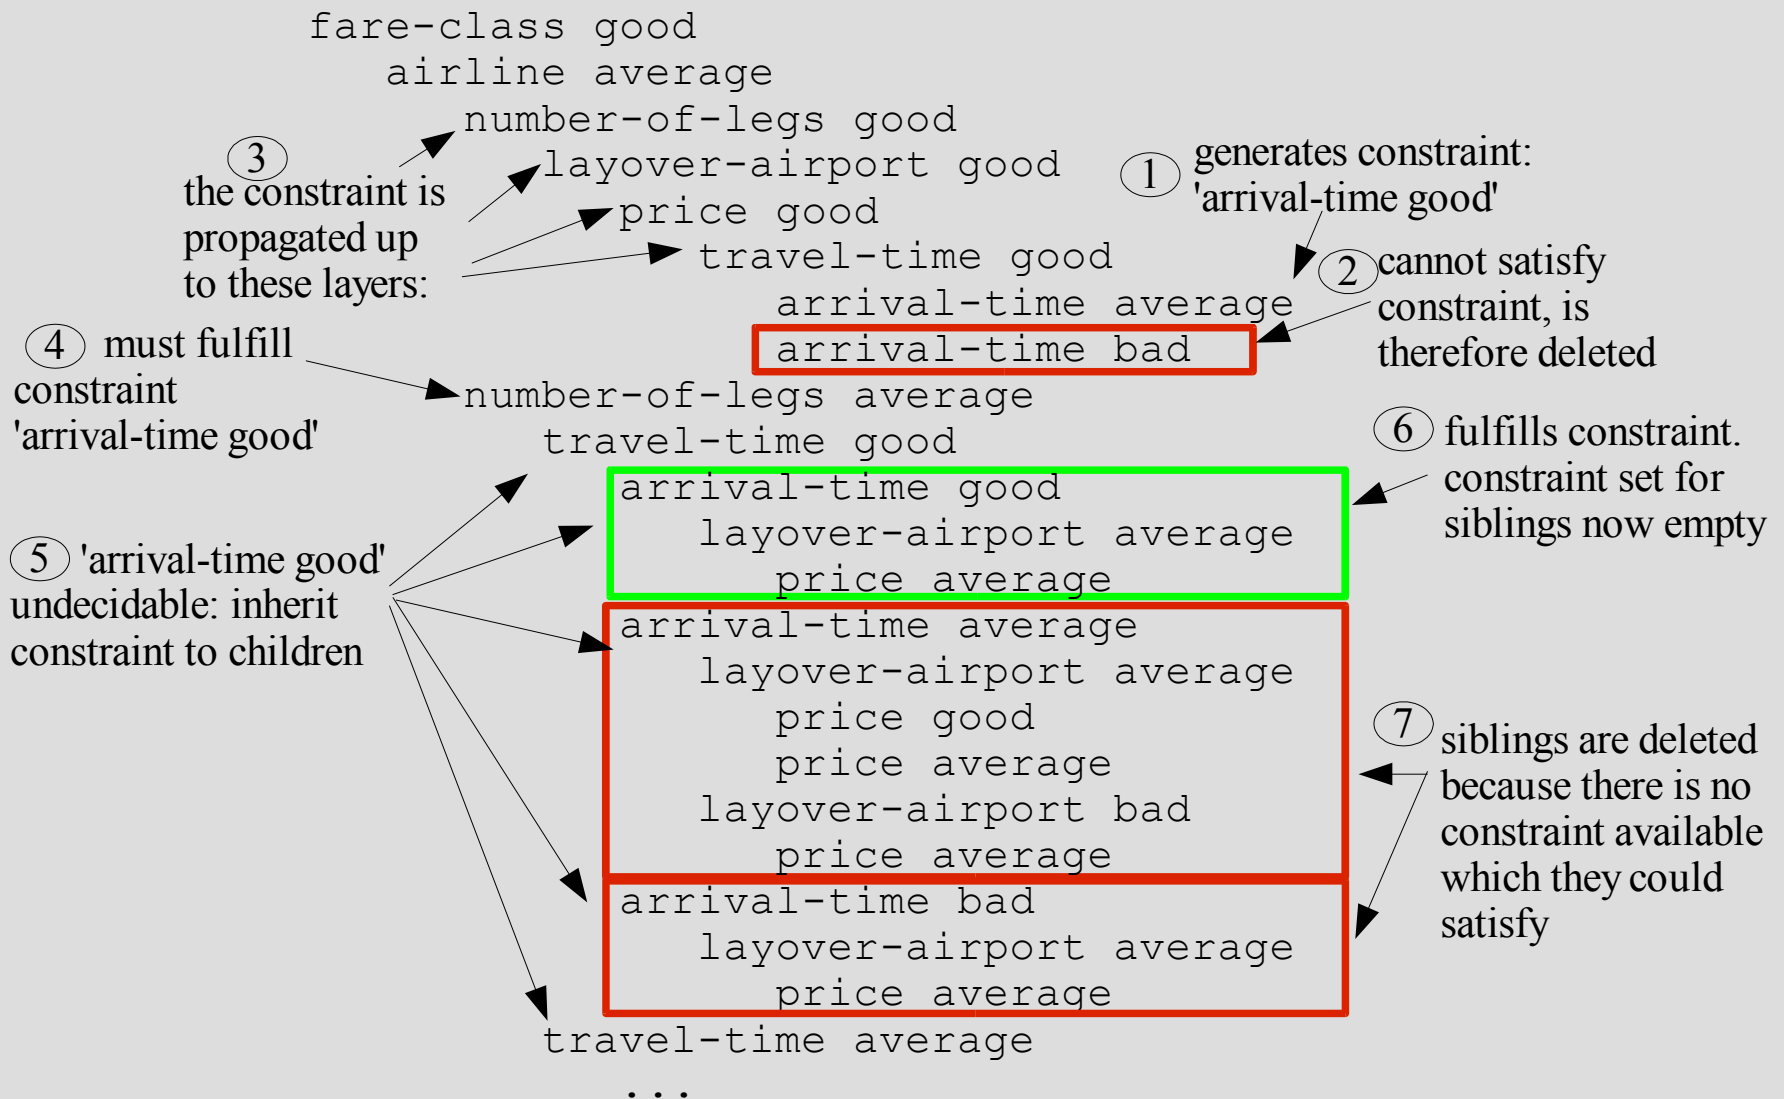 fare-class good
airline average
number-of-legs good
layover-airport good
price good
travel-time good
arrival-time average
arrival-time bad
number-of-legs average
travel-time good
arrival-time good
layover-airport average
price average
arrival-time average
layover-airport average
price good
price average
layover-airport bad
price average
arrival-time bad
layover-airport average
price average
travel-time average
...
1 generates constraint:
'arrival-time good'
2 cannot satisfy
constraint, is
therefore deleted
3
the constraint is
propagated up
to these layers:
4 must fulfill
constraint
'arrival-time good'
5 'arrival-time good'
undecidable: inherit
constraint to children
6 fulfills constraint.
constraint set for
siblings now empty
7
siblings are deleted
because there is no
constraint available
which they could
satisfy